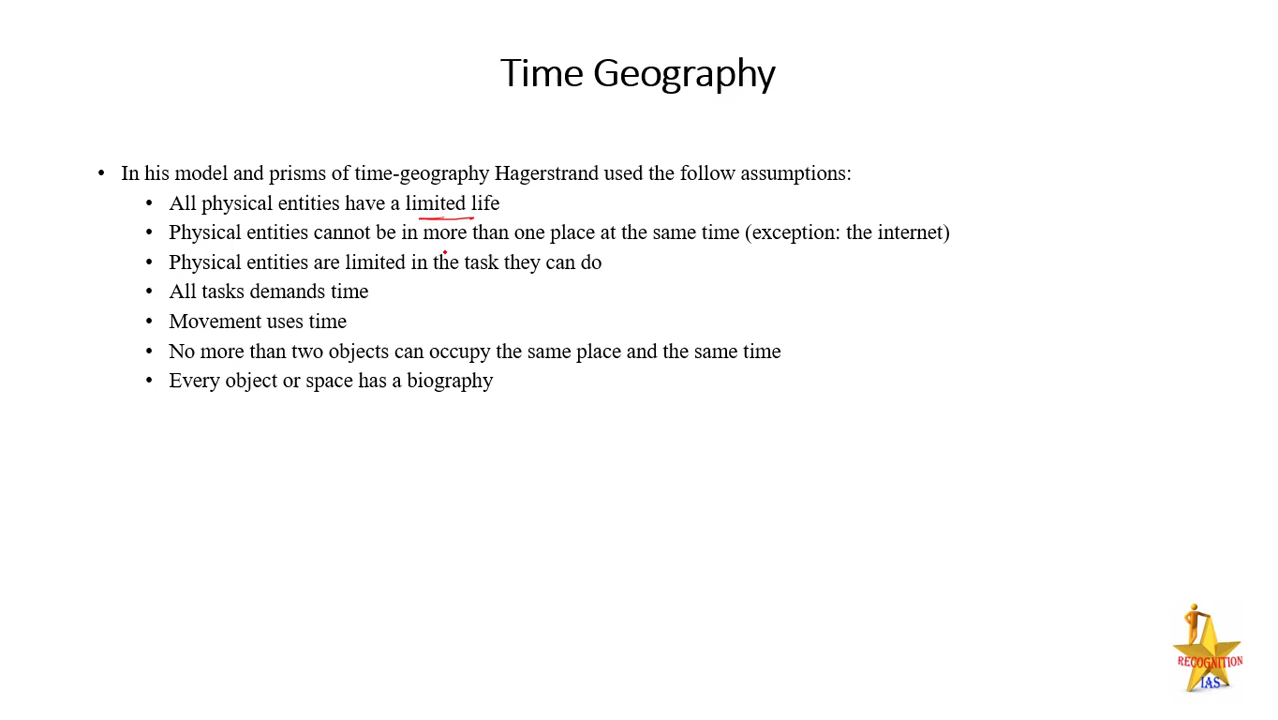 Time Geography
• In his model and prisms of time-geography Hagerstrand used the follow assumptions:
• All physical entities have a limited life
• Physical entities cannot be in more than one place at the same time (exception: the internet)
• Physical entities are limited in the task they can do
• All tasks demands time
• Movement uses time
• No more than two objects can occupy the same place and the same time
• Every object or space has a biography
RECOGNITION
IAS